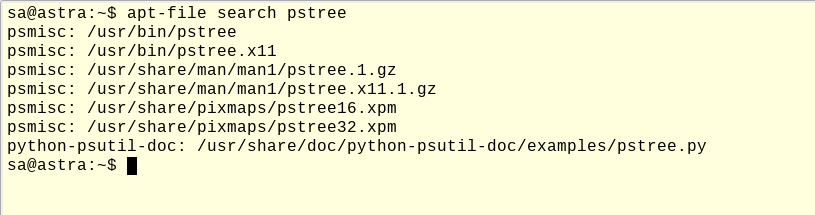 sa@astra:~$ apt-file search pstree
psmisc: /usr/bin/pstree
psmisc: /usr/bin/pstree.x11
psmisc: /usr/share/man/man1/pstree.1.gz
psmisc: /usr/share/man/man1/pstree.x11.1.gz
psmisc: /usr/share/pixmaps/pstree16.xpm
psmisc: /usr/share/pixmaps/pstree32.xpm
python-psutil-doc: /usr/share/doc/python-psutil-doc/examples/pstree.py
sa@astra:~$